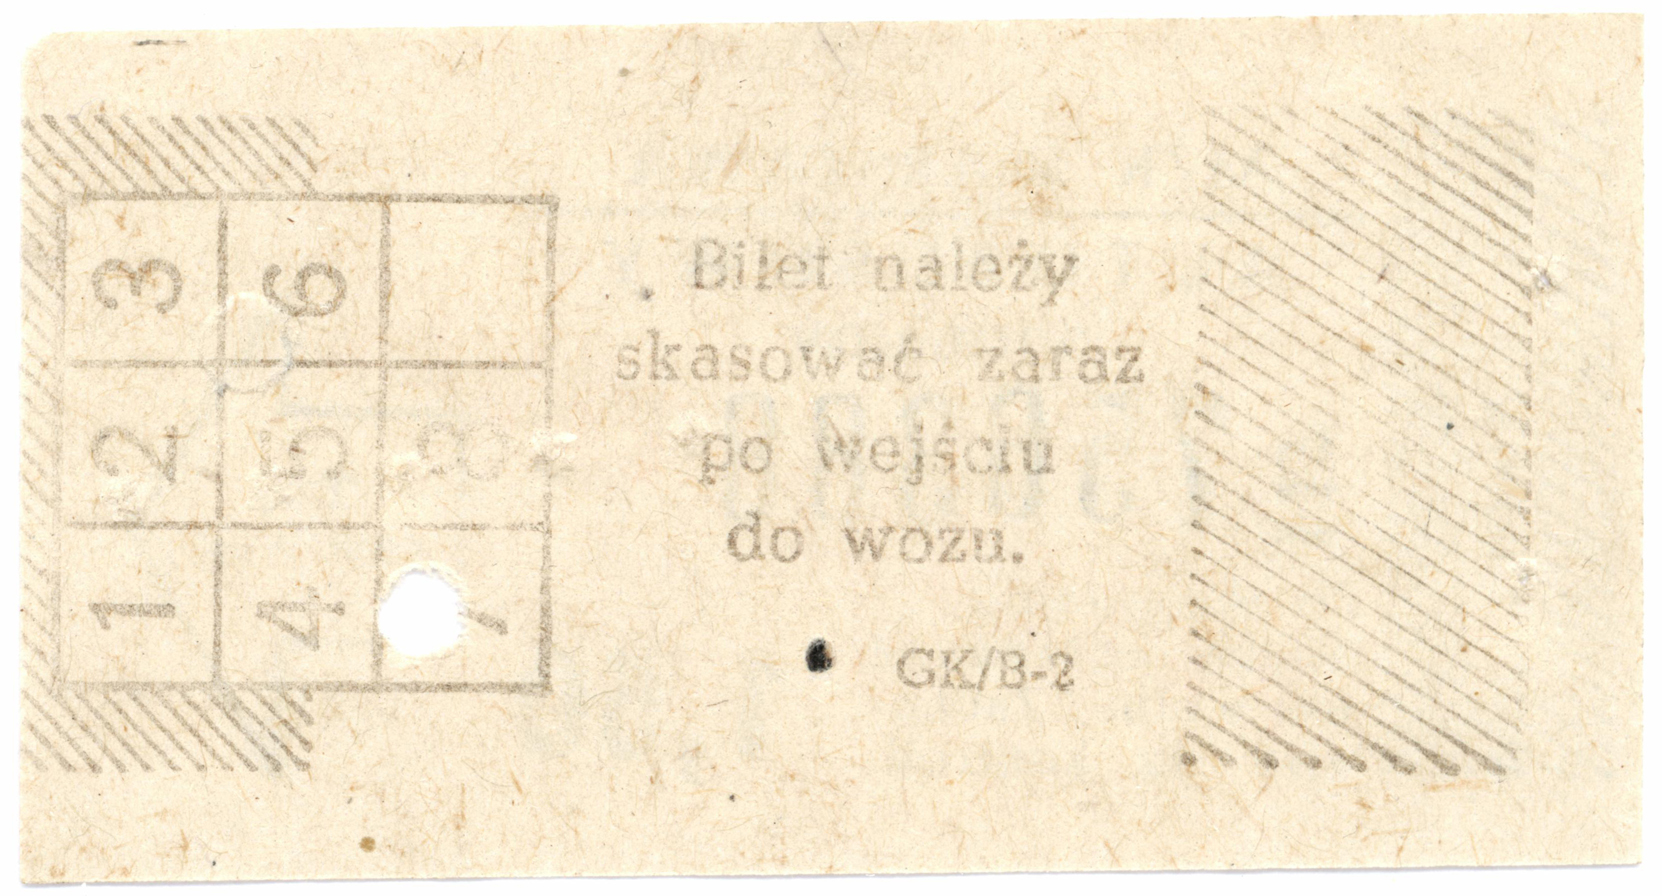 3 6
2 5 8
1 4 7
Bilet należy
skasować zaraz
po wejściu
do wozu.
GK/B-2